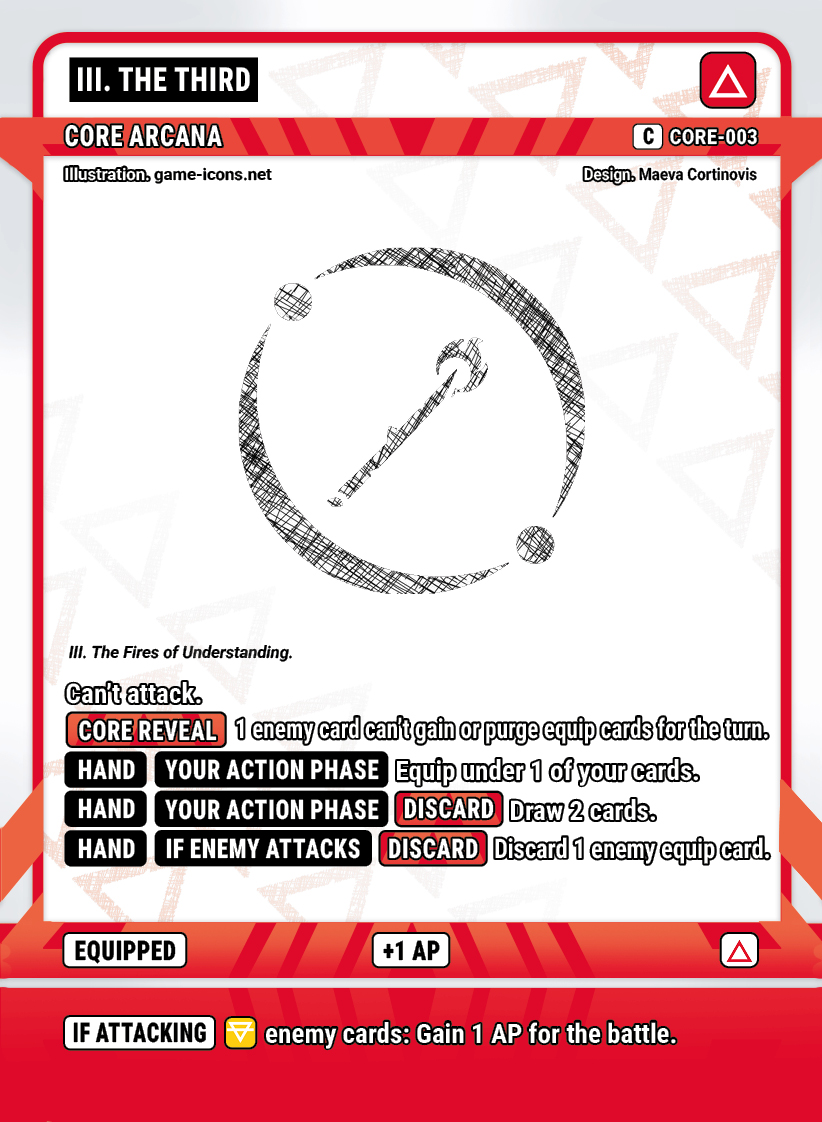 III. THE THIRD
CORE ARCANA C CORE-003
Illustration. game-icons.net Design. Maeva Cortinovis
III. The Fires of Understanding.
Can't attack.
CORE REVEAL 1 enemy card can't gain or purge equip cards for the turn.
HAND YOUR ACTION PHASE Equip under 1 of your cards.
HAND YOUR ACTION PHASE DISCARD Draw 2 cards.
HAND IF ENEMY ATTACKS DISCARD Discard 1 enemy equip card.
EQUIPPED +1 AP
IF ATTACKING enemy cards: Gain 1 AP for the battle.